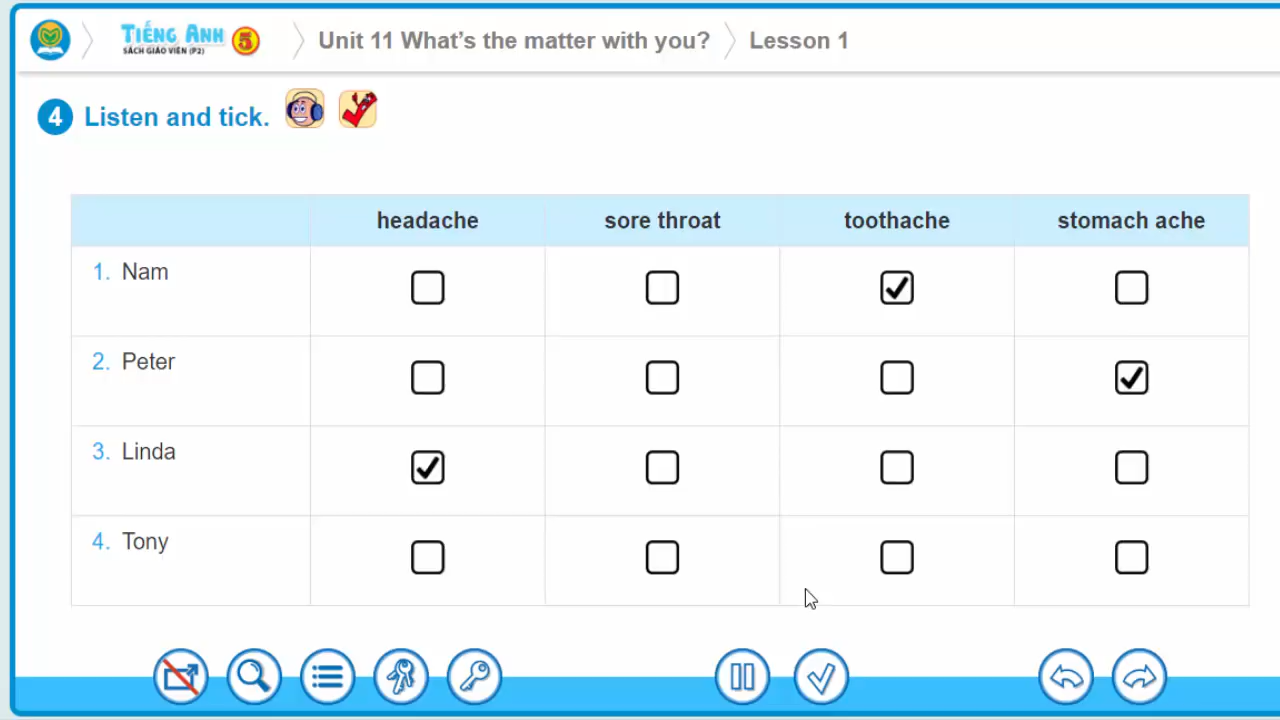 TIẾNG ANH 5
SÁCH GIÁO VIÊN (P2)
Unit 11 What's the matter with you?
Lesson 1
4 Listen and tick.
headache sore throat toothache stomach ache
1. Nam
2. Peter
3. Linda
4. Tony